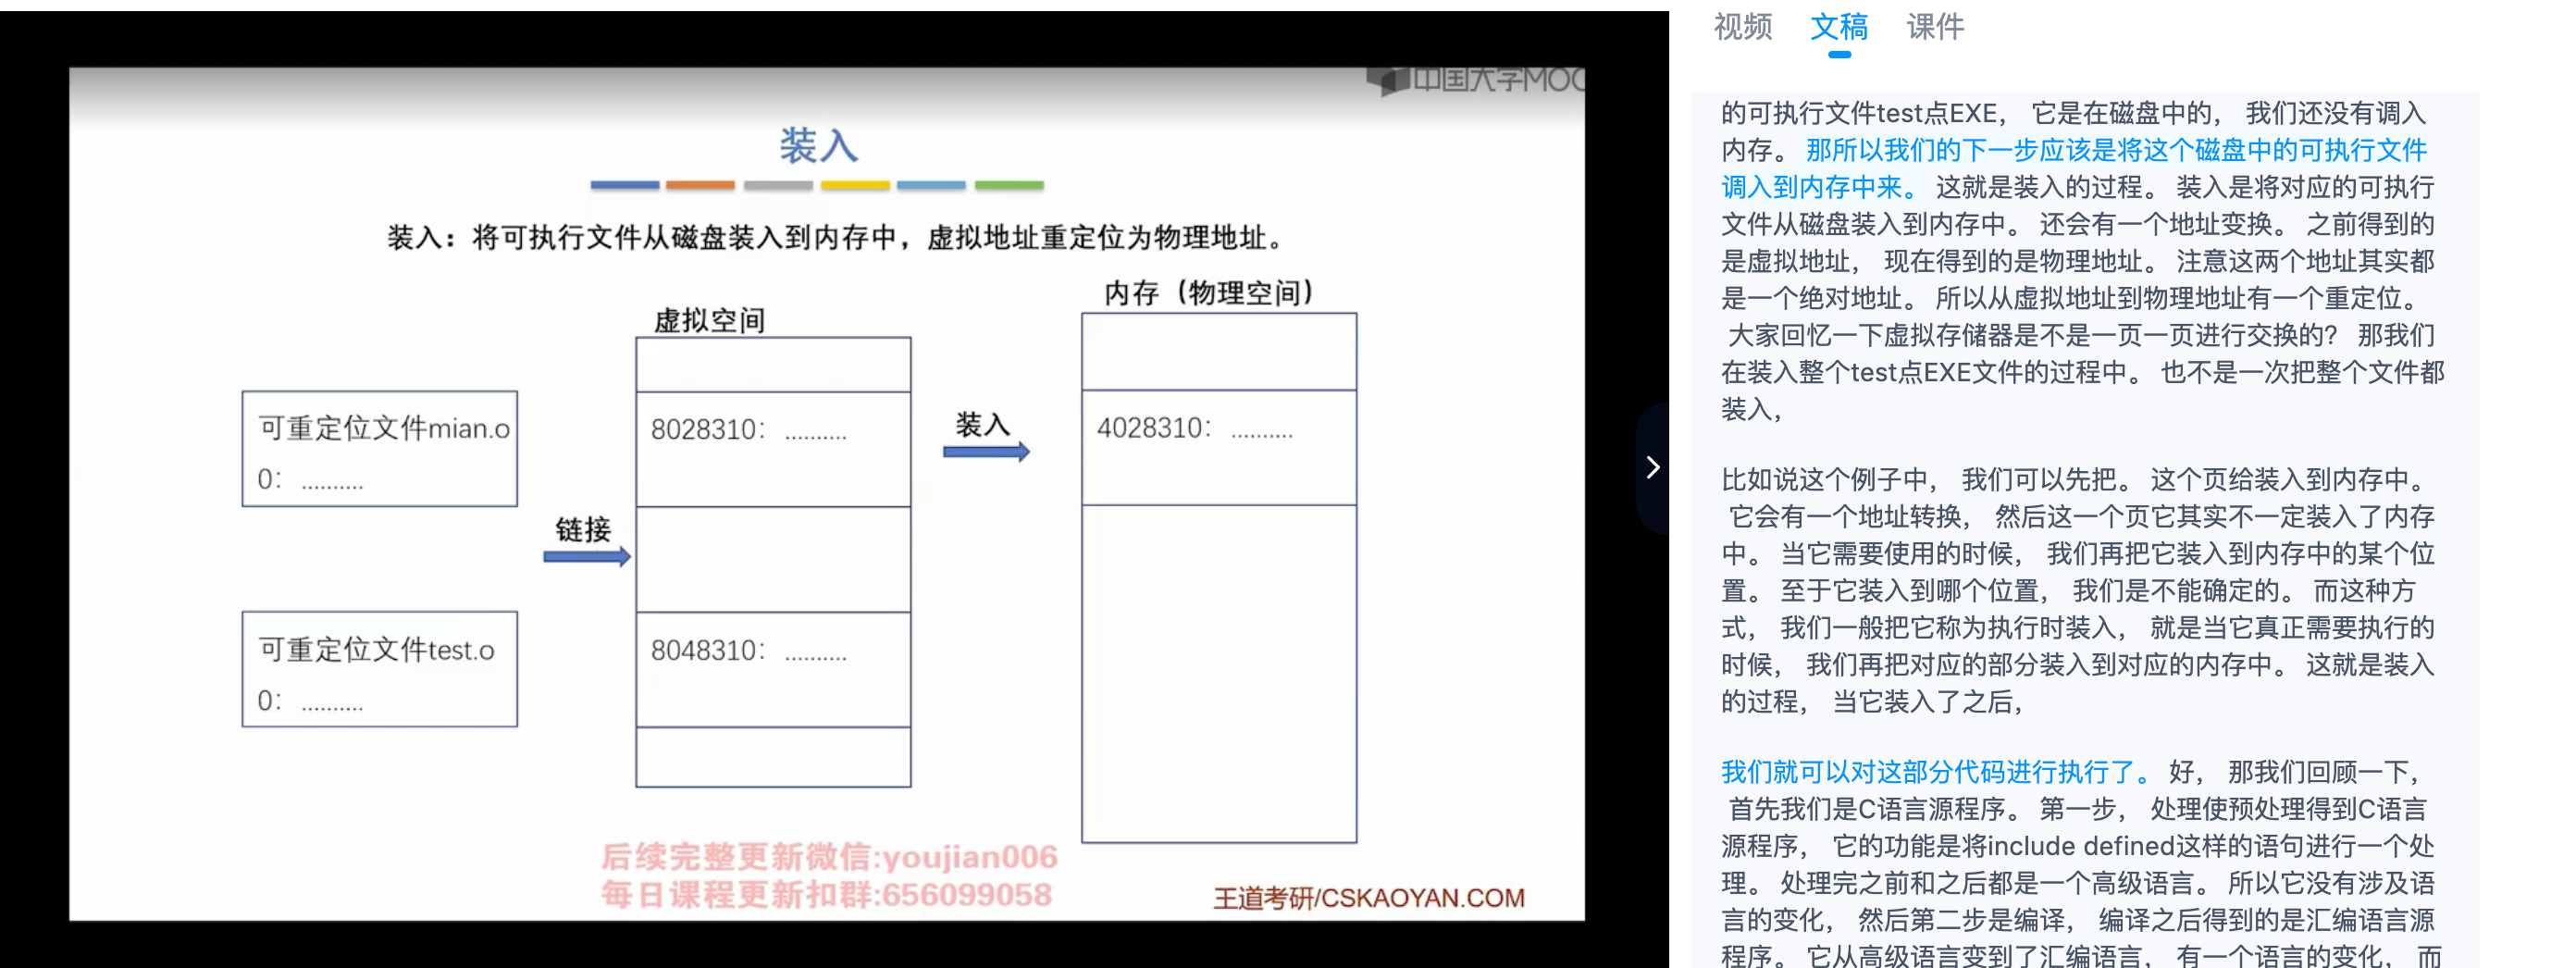 中国大学MOO
装入
装入：将可执行文件从磁盘装入到内存中，虚拟地址重定位为物理地址。
内存（物理空间）
虚拟空间
可重定位文件mian.o
0：..........
8028310：..........
装入
4028310：..........
链接
可重定位文件test.o
0：..........
8048310：..........
后续完整更新微信:youjian006
每日课程更新扣群:656099058
王道考研/CSKAOYAN.COM
视频 文稿 课件
的可执行文件test点EXE， 它是在磁盘中的， 我们还没有调入
内存。 那所以我们的下一步应该是将这个磁盘中的可执行文件
调入到内存中来。 这就是装入的过程。 装入是将对应的可执行
文件从磁盘装入到内存中。 还会有一个地址变换。 之前得到的
是虚拟地址， 现在得到的是物理地址。 注意这两个地址其实都
是一个绝对地址。 所以从虚拟地址到物理地址有一个重定位。
大家回忆一下虚拟存储器是不是一页一页进行交换的？ 那我们
在装入整个test点EXE文件的过程中。 也不是一次把整个文件都
装入，
比如说这个例子中， 我们可以先把。 这个页给装入到内存中。
它会有一个地址转换， 然后这一个页它其实不一定装入了内存
中。 当它需要使用的时候， 我们再把它装入到内存中的某个位
置。 至于它装入到哪个位置， 我们是不能确定的。 而这种方
式， 我们一般把它称为执行时装入， 就是当它真正需要执行的
时候， 我们再把对应的部分装入到对应的内存中。 这就是装入
的过程， 当它装入了之后，
我们就可以对这部分代码进行执行了。 好， 那我们回顾一下，
首先我们是C语言源程序。 第一步， 处理使预处理得到C语言
源程序， 它的功能是将include defined这样的语句进行一个处
理。 处理完之前和之后都是一个高级语言。 所以它没有涉及语
言的变化， 然后第二步是编译， 编译之后得到的是汇编语言源
程序。 它从高级语言变到了汇编语言， 有一个语言的变化， 而